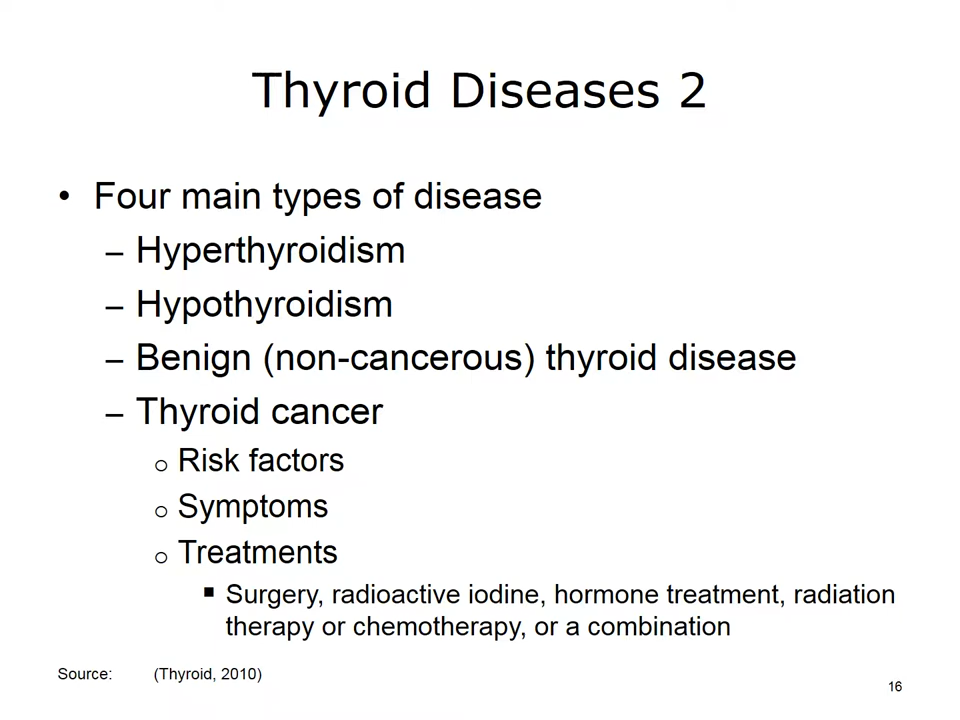 Thyroid Diseases 2
• Four main types of disease
– Hyperthyroidism
– Hypothyroidism
– Benign (non-cancerous) thyroid disease
– Thyroid cancer
o Risk factors
o Symptoms
o Treatments
▪ Surgery, radioactive iodine, hormone treatment, radiation
therapy or chemotherapy, or a combination
Source: (Thyroid, 2010)
16